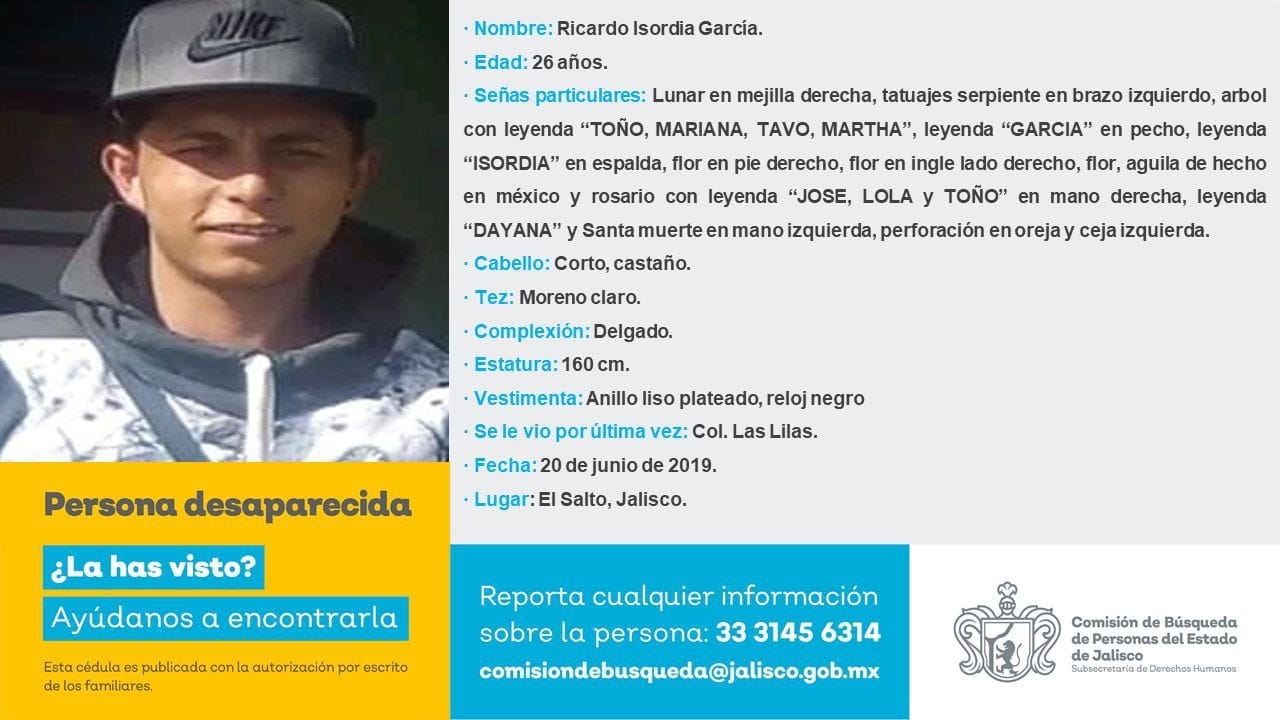 NIKE
· Nombre: Ricardo Isordia García.
· Edad: 26 años.
· Señas particulares: Lunar en mejilla derecha, tatuajes serpiente en brazo izquierdo, arbol
con leyenda “TOÑO, MARIANA, TAVO, MARTHA”, leyenda “GARCIA” en pecho, leyenda
“ISORDIA” en espalda, flor en pie derecho, flor en ingle lado derecho, flor, aguila de hecho
en méxico y rosario con leyenda “JOSE, LOLA y TOÑO” en mano derecha, leyenda
“DAYANA” y Santa muerte en mano izquierda, perforación en oreja y ceja izquierda.
· Cabello: Corto, castaño.
· Tez: Moreno claro.
· Complexión: Delgado.
· Estatura: 160 cm.
· Vestimenta: Anillo liso plateado, reloj negro
· Se le vio por última vez: Col. Las Lilas.
· Fecha: 20 de junio de 2019.
· Lugar: El Salto, Jalisco.
Persona desaparecida
¿La has visto?
Ayúdanos a encontrarla
Esta cédula es publicada con la autorización por escrito
de los familiares.
Reporta cualquier información
sobre la persona: 33 3145 6314
comisiondebusqueda@jalisco.gob.mx
Comisión de Búsqueda
de Personas del Estado
de Jalisco
Subsecretaría de Derechos Humanos